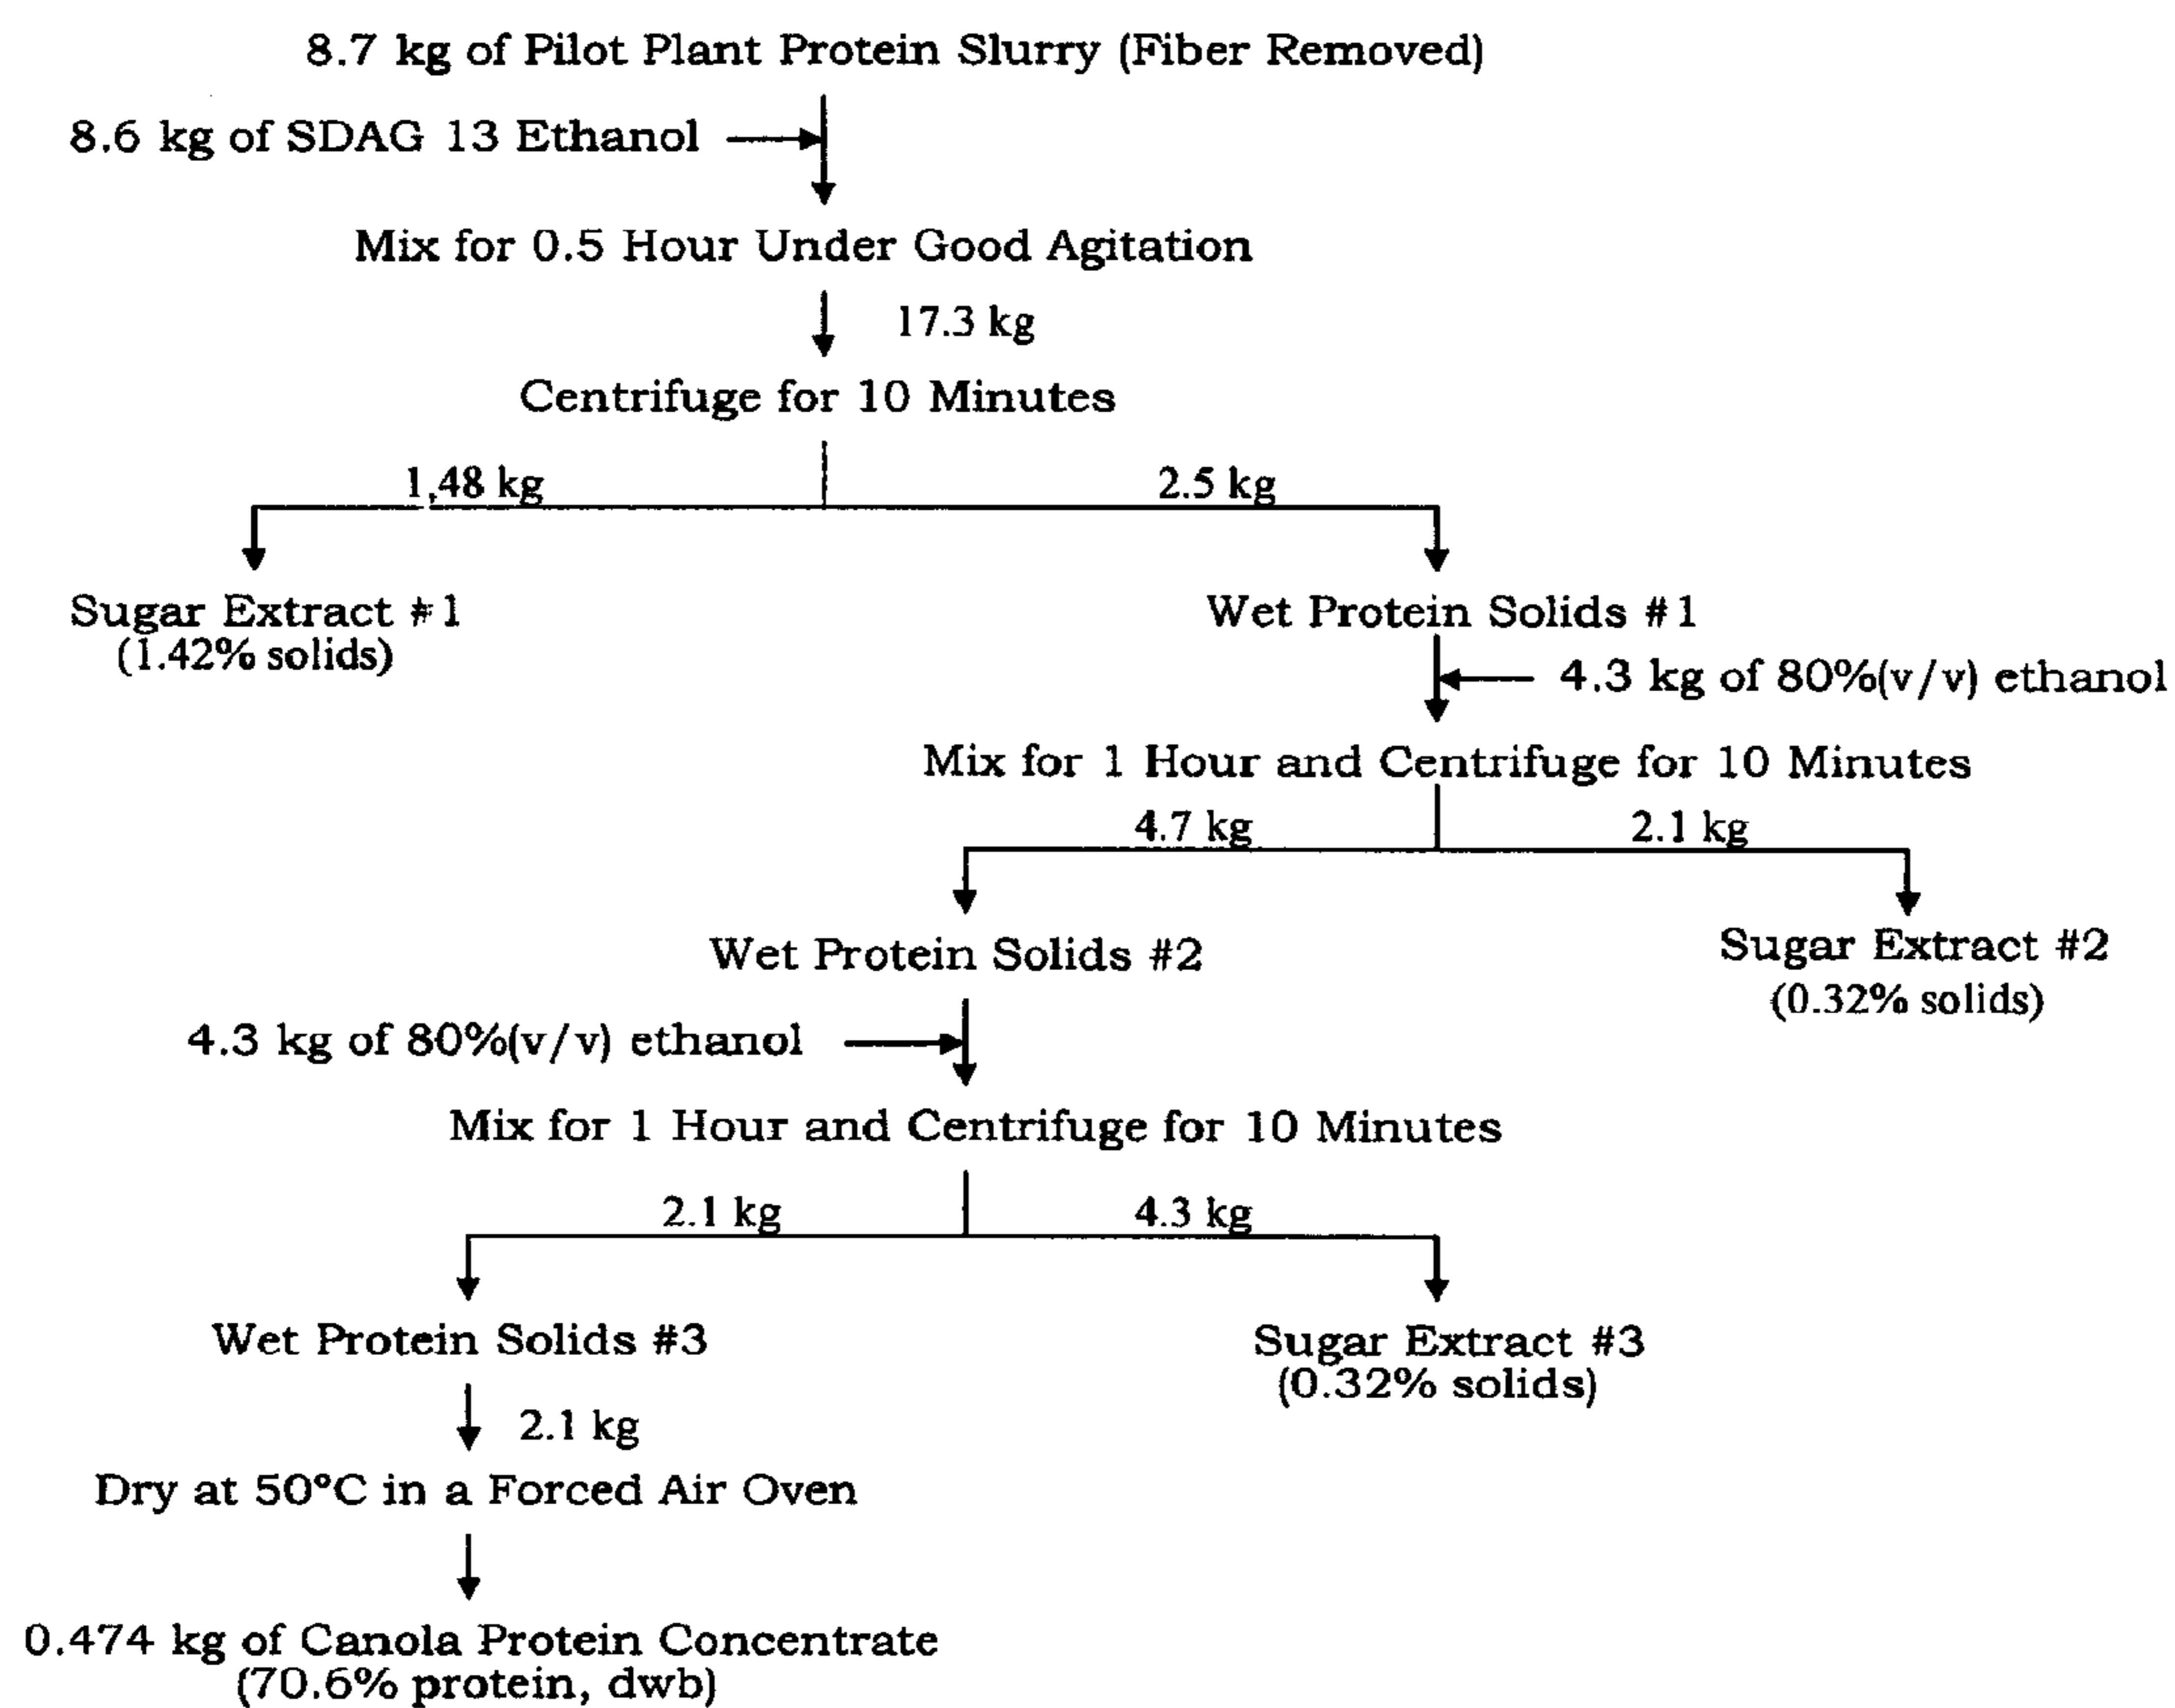 8.7 kg of Pilot Plant Protein Slurry (Fiber Removed)
8.6 kg of SDAG 13 Ethanol
Mix for 0.5 Hour Under Good Agitation
17.3 kg
Centrifuge for 10 Minutes
1,48 kg
2.5 kg
Sugar Extract #1
(1.42% solids)
Wet Protein Solids #1
4.3 kg of 80%(v/v) ethanol
Mix for 1 Hour and Centrifuge for 10 Minutes
4.7 kg
2.1 kg
Wet Protein Solids #2
Sugar Extract #2
(0.32% solids)
4.3 kg of 80%(v/v) ethanol
Mix for 1 Hour and Centrifuge for 10 Minutes
2.1 kg
4.3 kg
Wet Protein Solids #3
Sugar Extract #3
(0.32% solids)
2.1 kg
Dry at 50°C in a Forced Air Oven
0.474 kg of Canola Protein Concentrate
(70.6% protein, dwb)